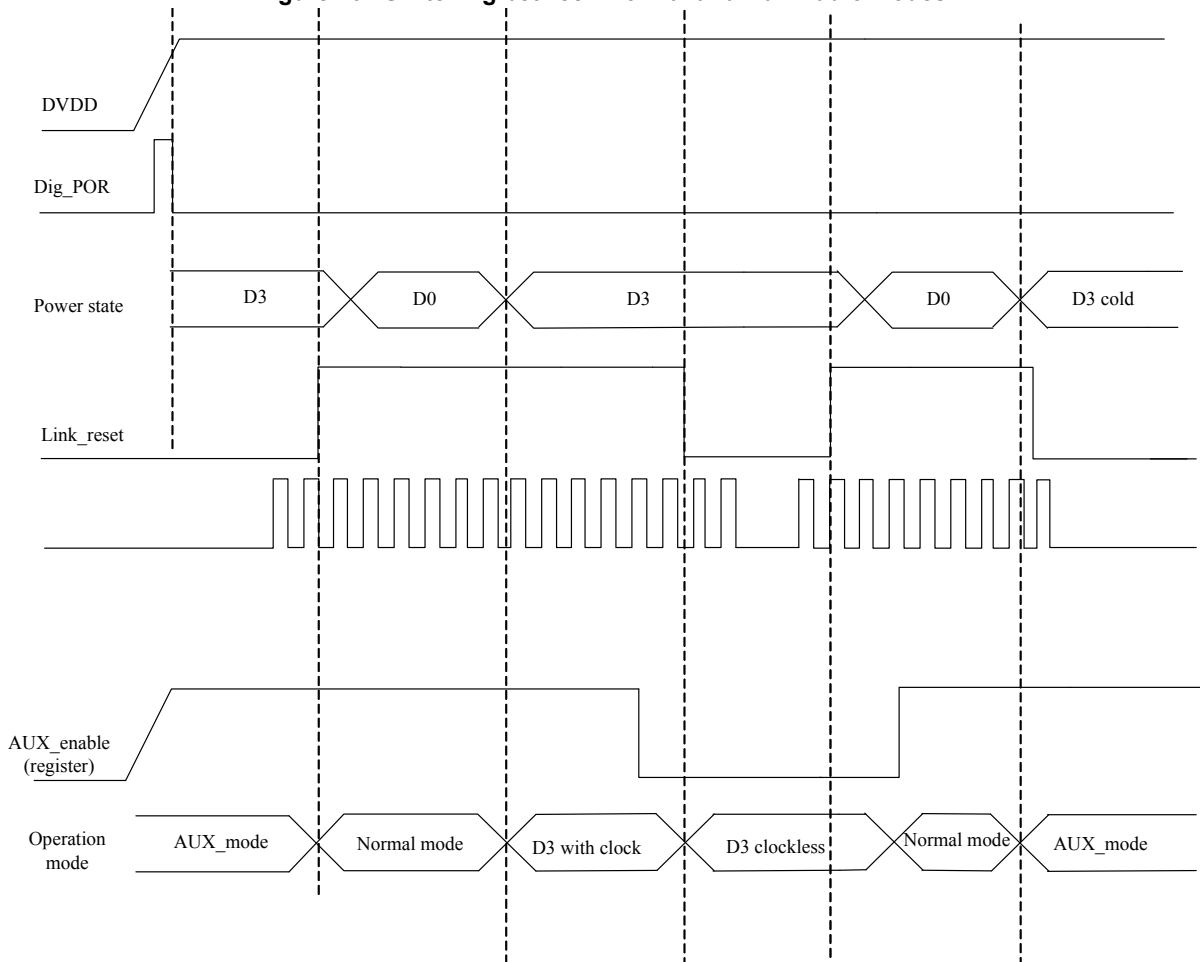 DVDD
Dig_POR
Power state
D3
D0
D3
D0
D3 cold
Link_reset
AUX_enable
(register)
Operation
mode
AUX_mode
Normal mode
D3 with clock
D3 clockless
Normal mode
AUX_mode